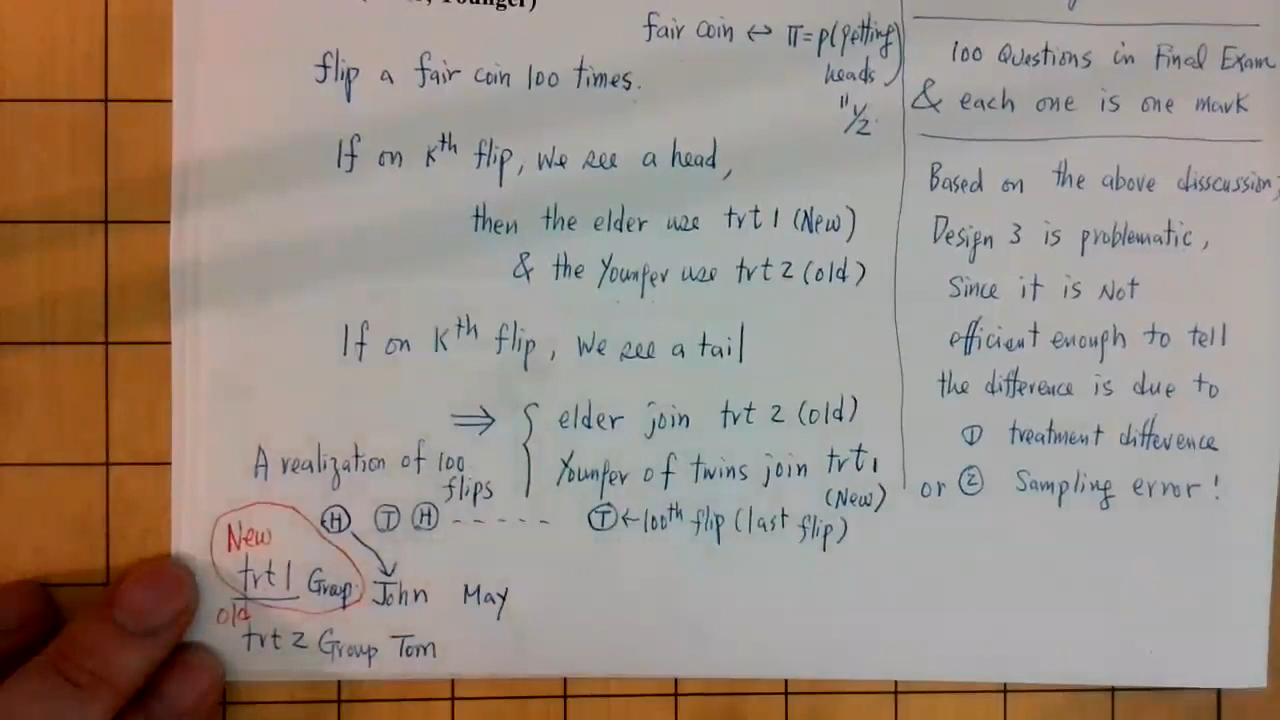 Younger)
fair coin ↔ π = p(getting heads)
" 1/2
flip a fair coin 100 times.
If on Kth flip, we see a head,
then the elder use trt 1 (New)
& the Younger use trt 2 (old)
If on Kth flip, we see a tail
⇒ { elder join trt 2 (old)
Younger of twins join trt 1
(New)
A realization of 100
flips
Ⓗ Ⓣ Ⓗ - - - - - - Ⓣ ← 100th flip (last flip)
New
trt 1 Group John May
old
trt 2 Group Tom
100 Questions in Final Exam
& each one is one mark
Based on the above disscussion,
Design 3 is problematic,
Since it is Not
efficient enough to tell
the difference is due to
① treatment difference
or ② Sampling error!